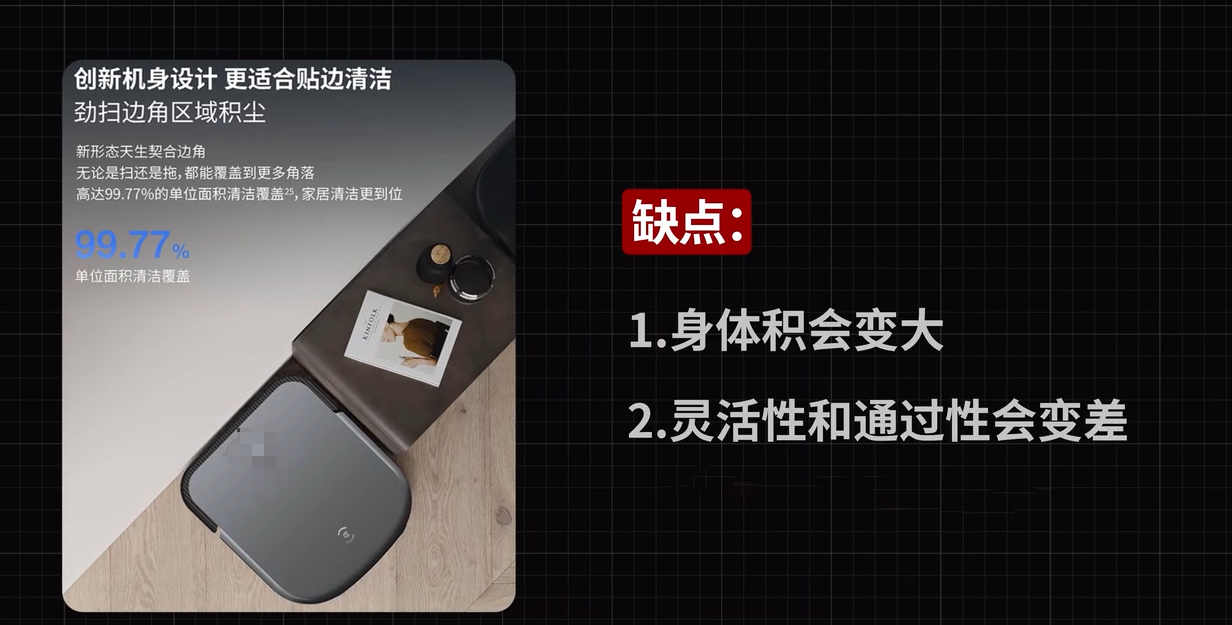 创新机身设计 更适合贴边清洁
劲扫边角区域积尘
新形态天生契合边角
无论是扫还是拖，都能覆盖到更多角落
高达99.77%的单位面积清洁覆盖25，家居清洁更到位
99.77%
单位面积清洁覆盖
KINFOLK
缺点：
1.身体积会变大
2.灵活性和通过性会变差